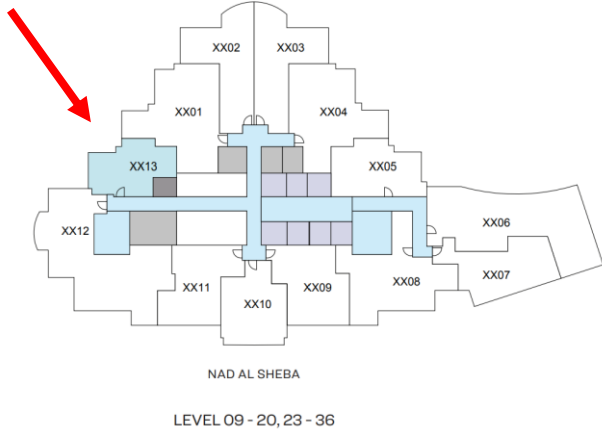 XX02
XX03
XX01
XX04
XX13
XX05
XX12
XX06
XX11
XX10
XX09
XX08
XX07
NAD AL SHEBA
LEVEL 09 - 20, 23 - 36